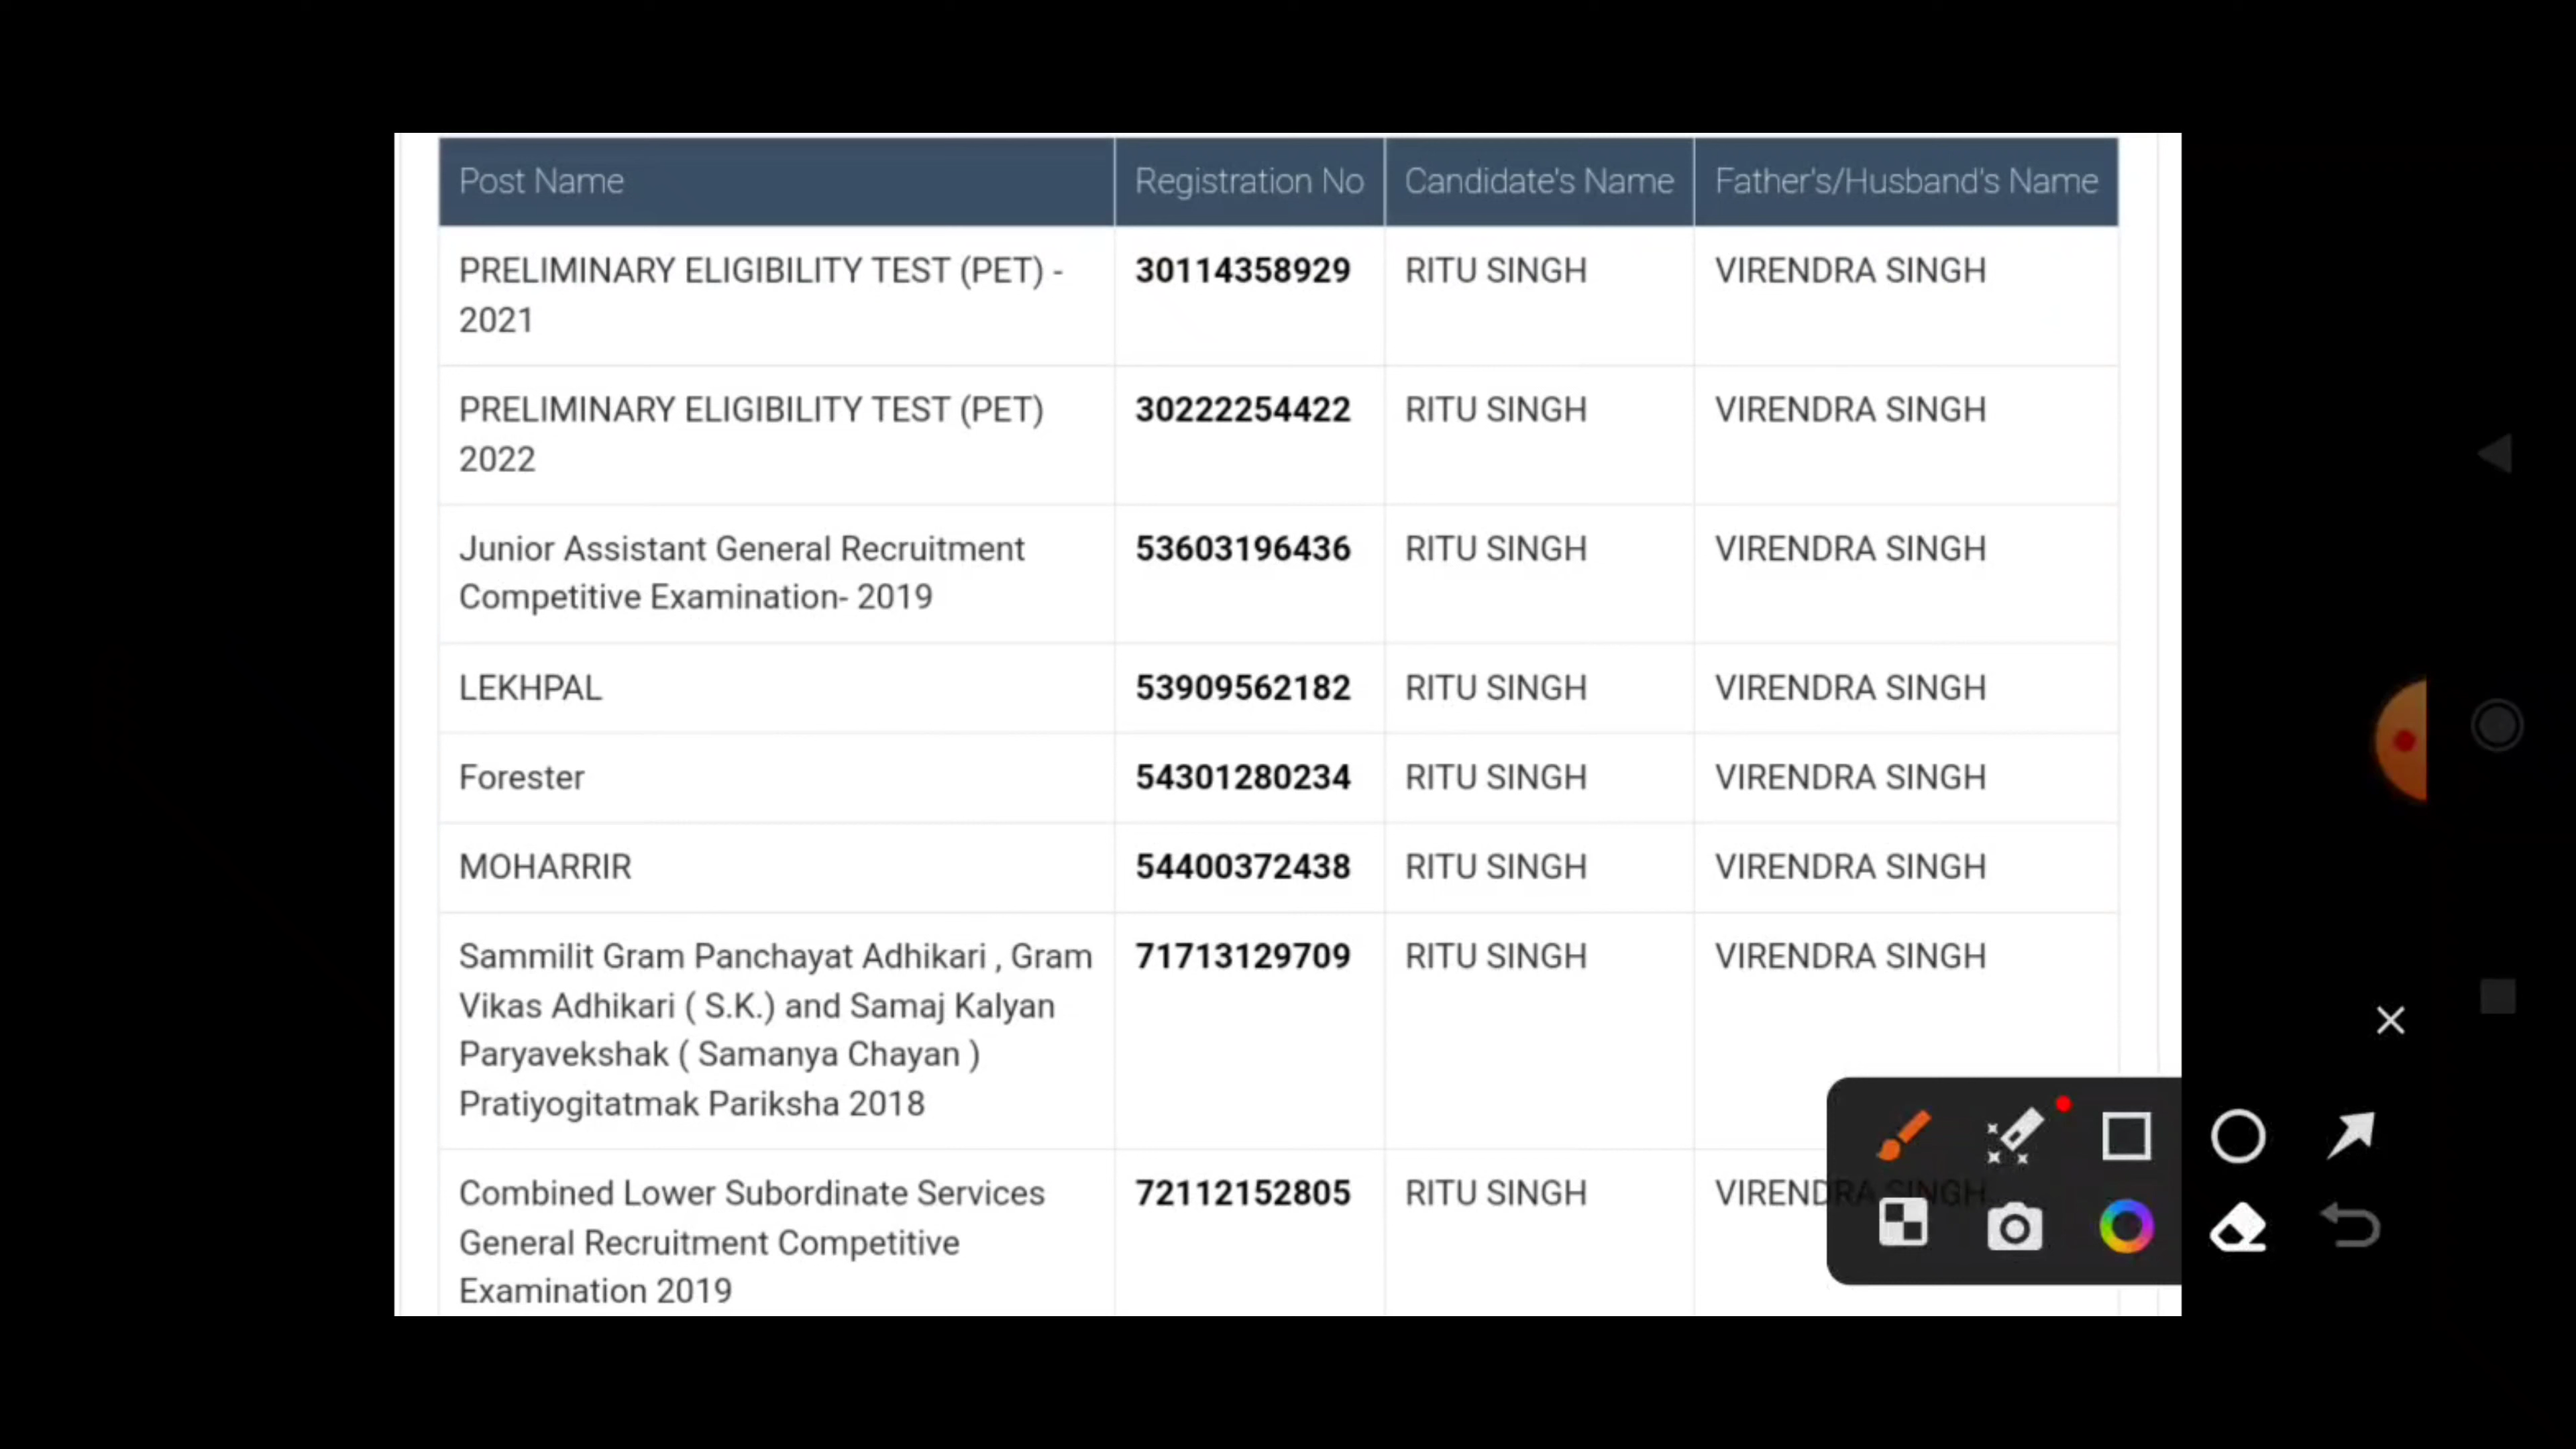 Post Name Registration No Candidate's Name Father's/Husband's Name
PRELIMINARY ELIGIBILITY TEST (PET) - 30114358929 RITU SINGH VIRENDRA SINGH
2021
PRELIMINARY ELIGIBILITY TEST (PET) 30222254422 RITU SINGH VIRENDRA SINGH
2022
Junior Assistant General Recruitment 53603196436 RITU SINGH VIRENDRA SINGH
Competitive Examination- 2019
LEKHPAL 53909562182 RITU SINGH VIRENDRA SINGH
Forester 54301280234 RITU SINGH VIRENDRA SINGH
MOHARRIR 54400372438 RITU SINGH VIRENDRA SINGH
Sammilit Gram Panchayat Adhikari , Gram 71713129709 RITU SINGH VIRENDRA SINGH
Vikas Adhikari ( S.K.) and Samaj Kalyan
Paryavekshak ( Samanya Chayan )
Pratiyogitatmak Pariksha 2018
Combined Lower Subordinate Services 72112152805 RITU SINGH VIRENDRA SINGH
General Recruitment Competitive
Examination 2019